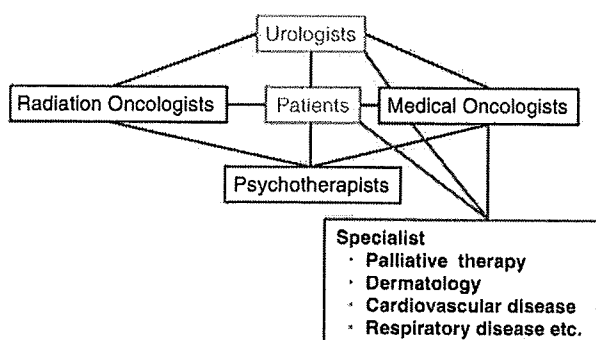 Urologists
Radiation Oncologists
Patients
Medical Oncologists
Psychotherapists
Specialist
・ Palliative therapy
・ Dermatology
・ Cardiovascular disease
・ Respiratory disease etc.